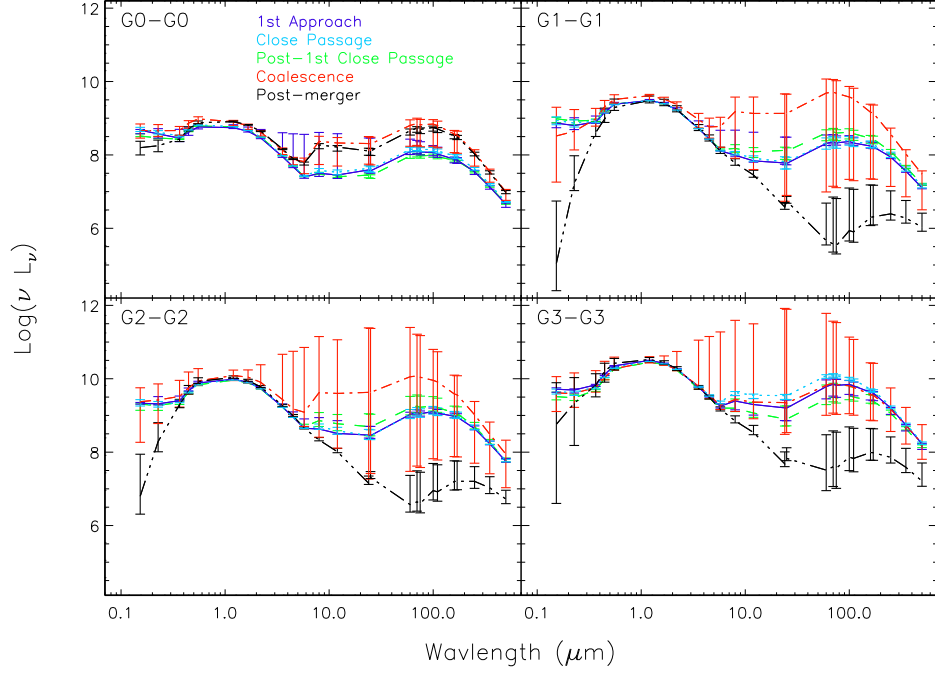 12
G0-G0
1st Approach
Close Passage
Post-1st Close Passage
Coalescence
Post-merger
G1-G1
10
8
6
Log(ν Lν)
12
G2-G2
G3-G3
10
8
6
0.1 1.0 10.0 100.0 0.1 1.0 10.0 100.0
Wavlength (μm)